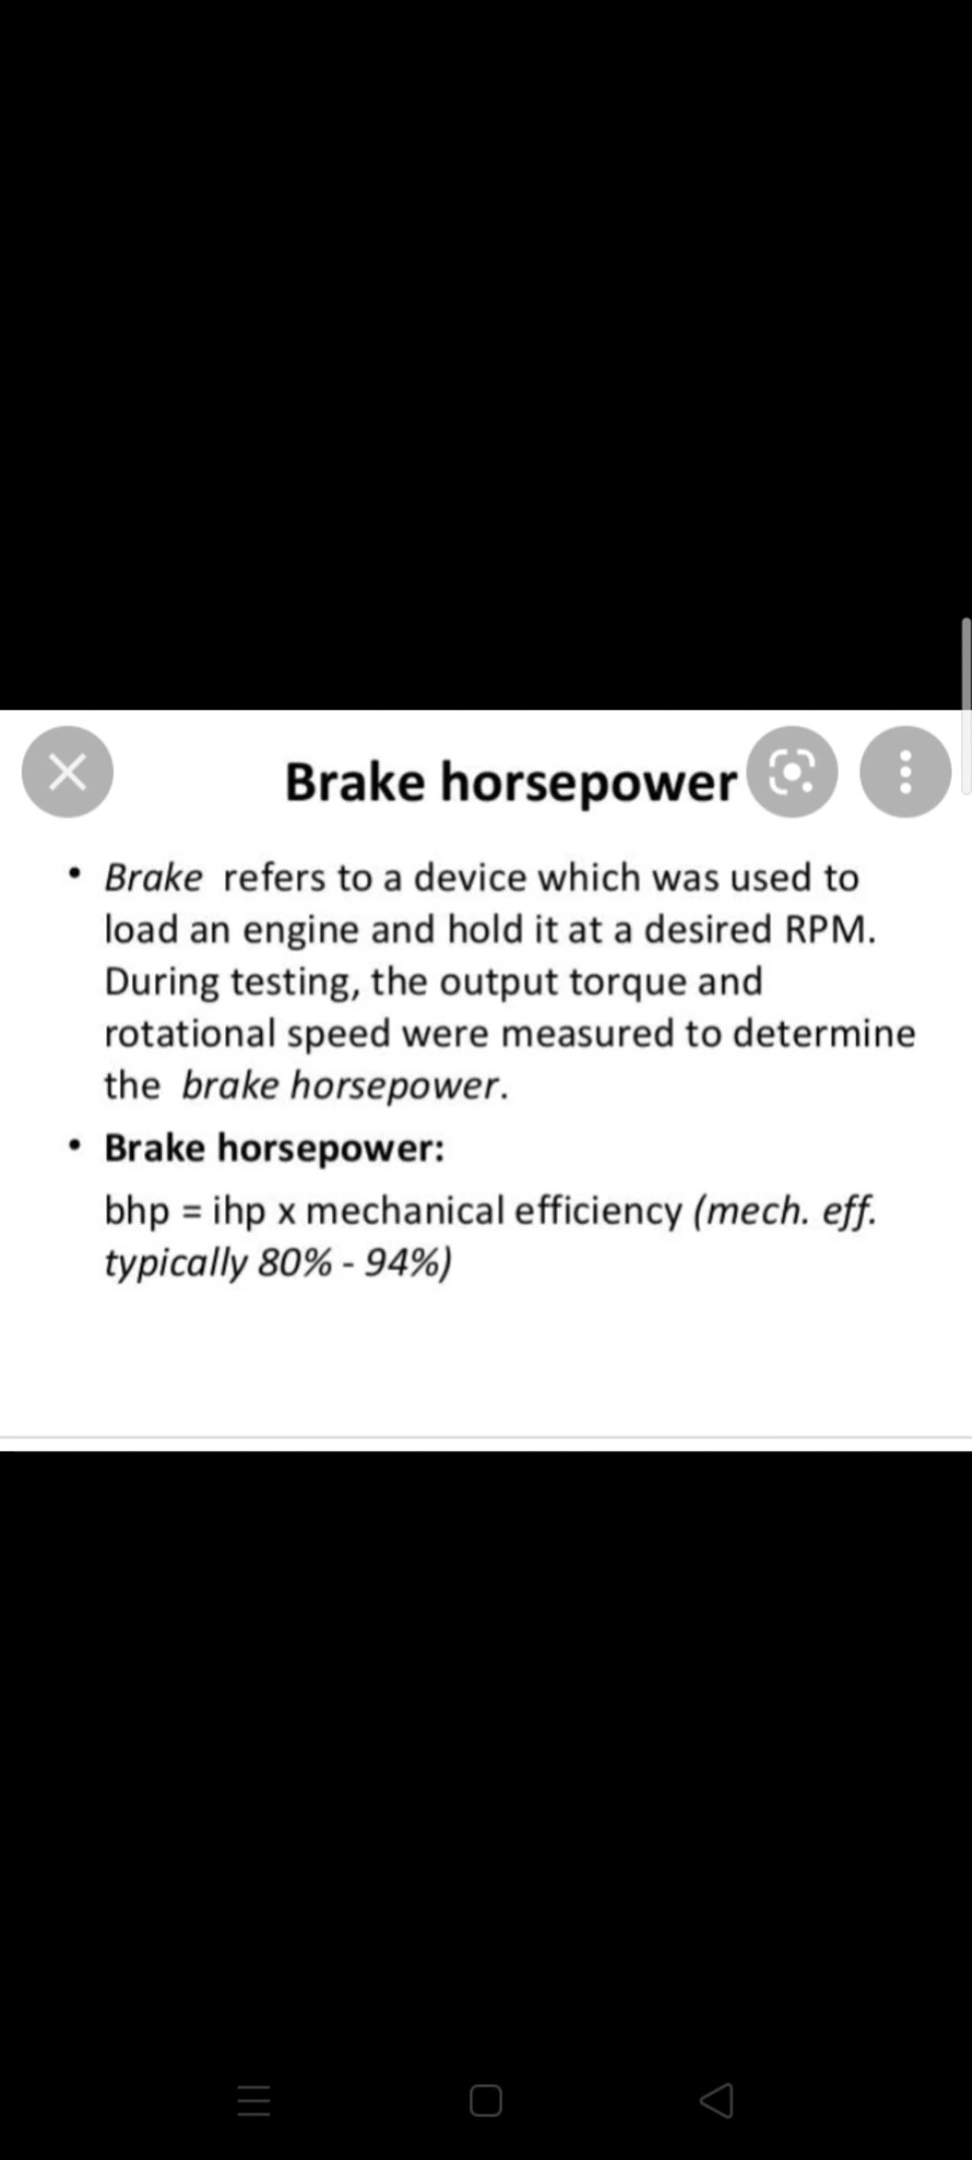 Brake horsepower
• Brake refers to a device which was used to
load an engine and hold it at a desired RPM.
During testing, the output torque and
rotational speed were measured to determine
the brake horsepower.
• Brake horsepower:
bhp = ihp x mechanical efficiency (mech. eff.
typically 80% - 94%)